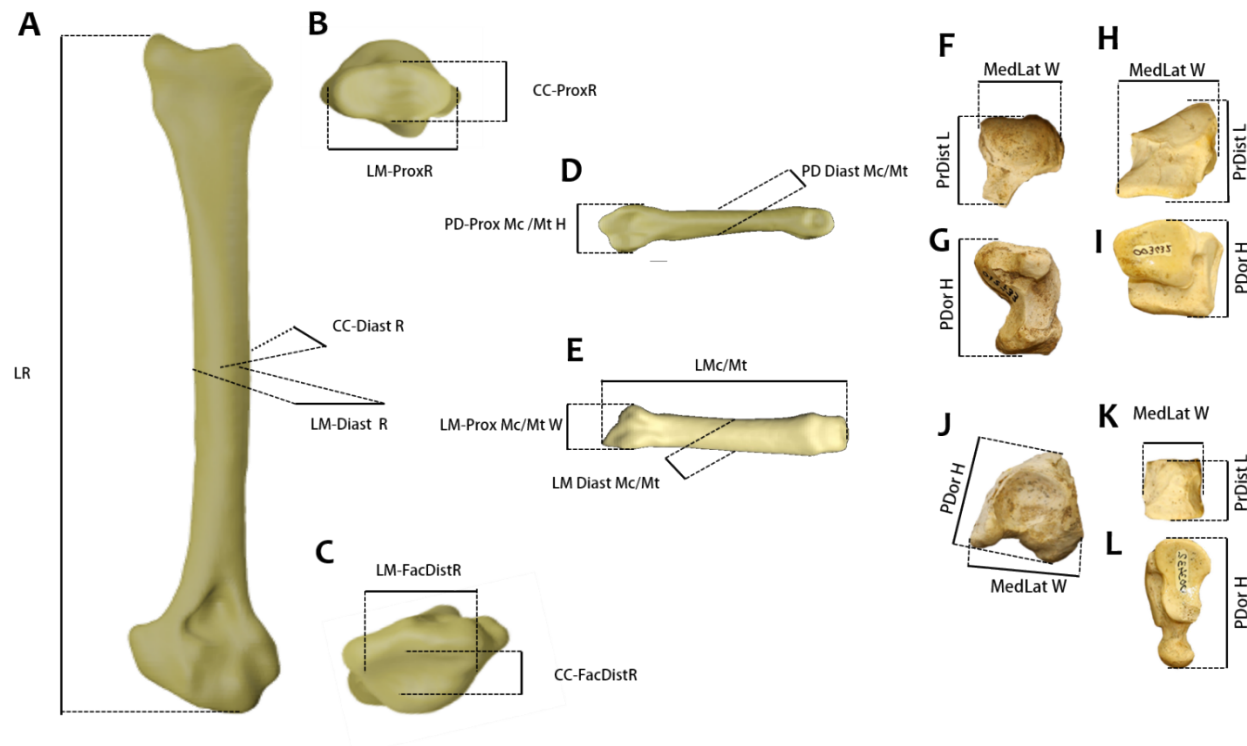 A
LR
CC-Diast R
LM-Diast R
B
CC-ProxR
LM-ProxR
C
LM-FacDistR
CC-FacDistR
D
PD Diast Mc/Mt
PD-Prox Mc /Mt H
E
LMc/Mt
LM-Prox Mc/Mt W
LM Diast Mc/Mt
F
MedLat W
PrDist L
G
PDor H
H
MedLat W
PrDist L
I
PDor H
003632
J
PDor H
MedLat W
K
MedLat W
PrDist L
L
PDor H